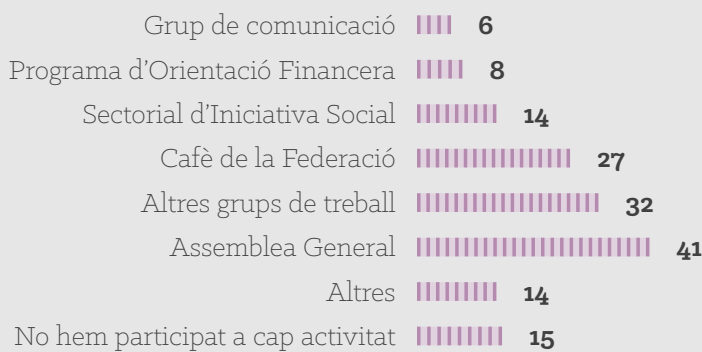 Grup de comunicació 6
Programa d'Orientació Financera 8
Sectorial d'Iniciativa Social 14
Cafè de la Federació 27
Altres grups de treball 32
Assemblea General 41
Altres 14
No hem participat a cap activitat 15